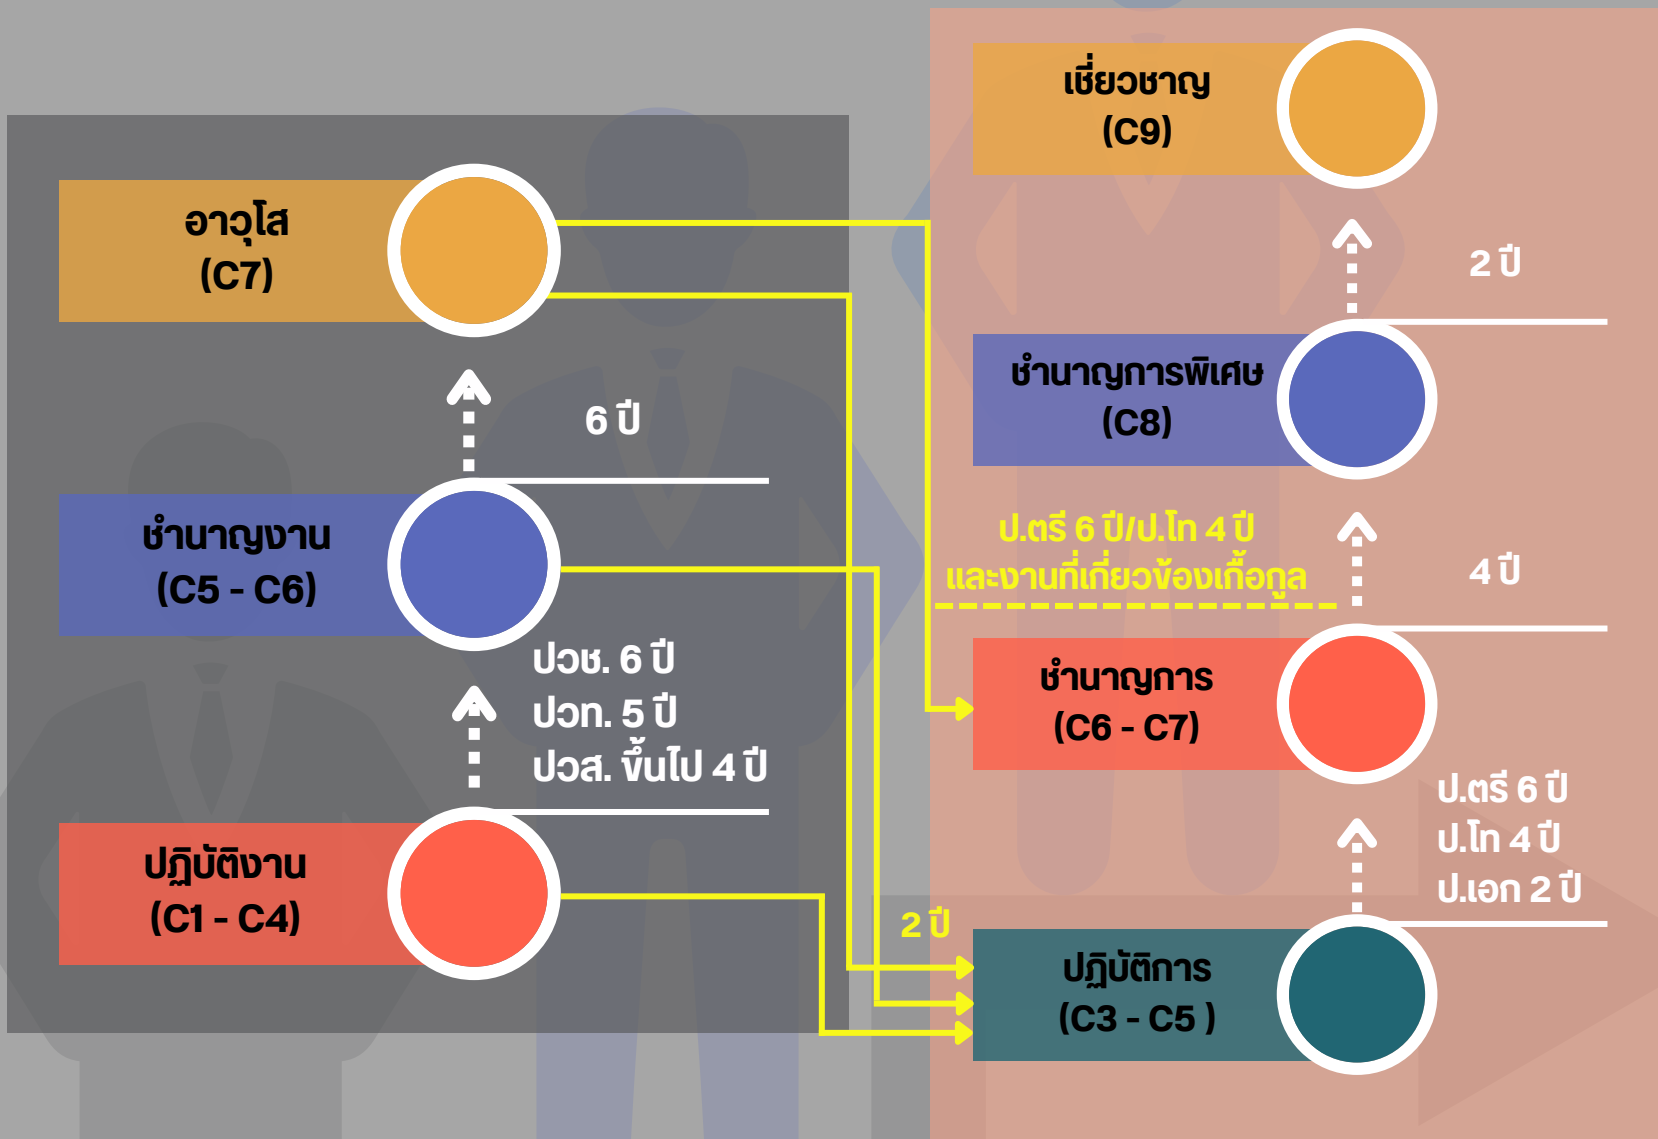 อาวุโส
(C7)
6 ปี
ชำนาญงาน
(C5 - C6)
ปวช. 6 ปี
ปวท. 5 ปี
ปวส. ขึ้นไป 4 ปี
ปฏิบัติงาน
(C1 - C4)
เชี่ยวชาญ
(C9)
2 ปี
ชำนาญการพิเศษ
(C8)
ป.ตรี 6 ปี/ป.โท 4 ปี
และงานที่เกี่ยวข้องเกื้อกูล
4 ปี
ชำนาญการ
(C6 - C7)
ป.ตรี 6 ปี
ป.โท 4 ปี
ป.เอก 2 ปี
2 ปี
ปฏิบัติการ
(C3 - C5 )